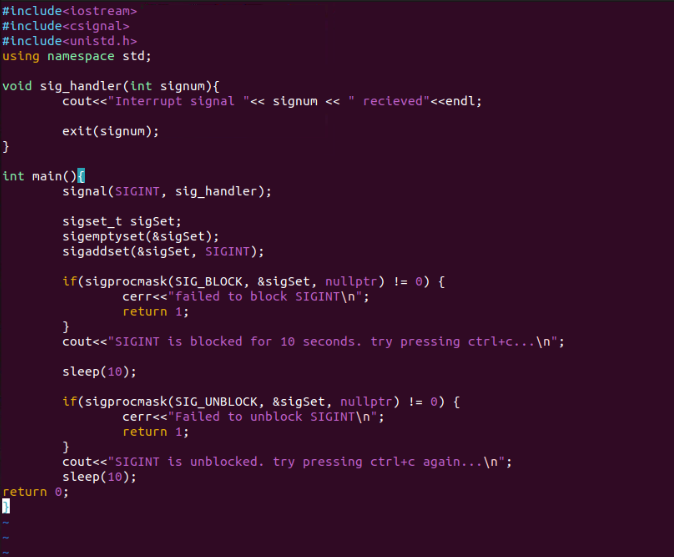 #include<iostream>
#include<csignal>
#include<unistd.h>
using namespace std;
void sig_handler(int signum){
cout<<"Interrupt signal "<< signum << " recieved"<<endl;
exit(signum);
}
int main(){
signal(SIGINT, sig_handler);
sigset_t sigSet;
sigemptyset(&sigSet);
sigaddset(&sigSet, SIGINT);
if(sigprocmask(SIG_BLOCK, &sigSet, nullptr) != 0) {
cerr<<"failed to block SIGINT\n";
return 1;
}
cout<<"SIGINT is blocked for 10 seconds. try pressing ctrl+c...\n";
sleep(10);
if(sigprocmask(SIG_UNBLOCK, &sigSet, nullptr) != 0) {
cerr<<"Failed to unblock SIGINT\n";
return 1;
}
cout<<"SIGINT is unblocked. try pressing ctrl+c again...\n";
sleep(10);
return 0;
}
~
~
~